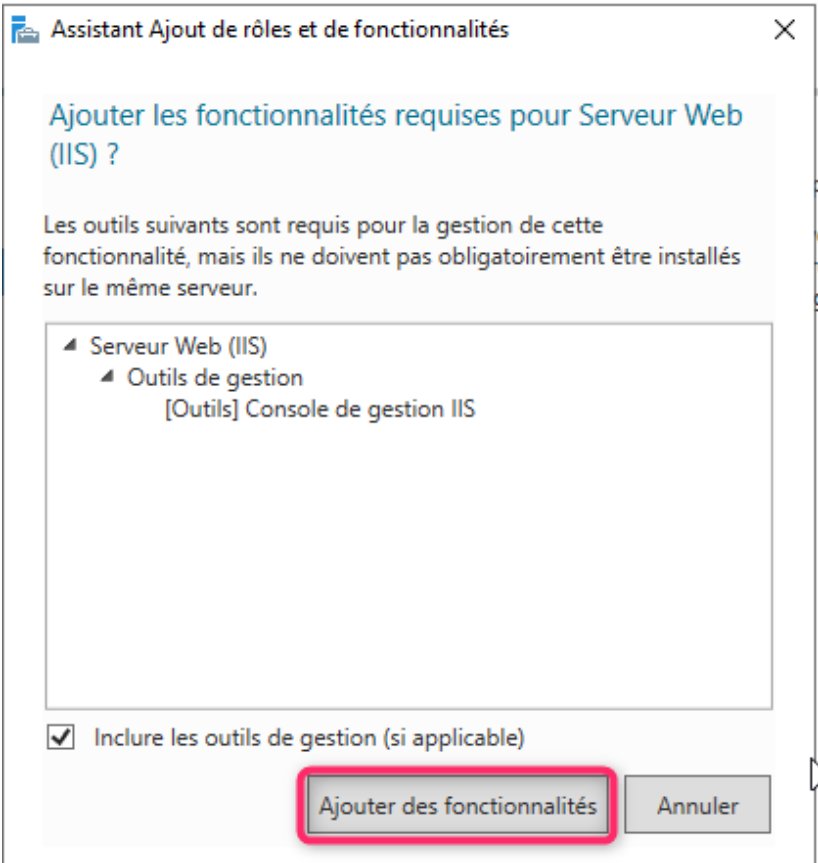 Assistant Ajout de rôles et de fonctionnalités
Ajouter les fonctionnalités requises pour Serveur Web
(IIS) ?
Les outils suivants sont requis pour la gestion de cette
fonctionnalité, mais ils ne doivent pas obligatoirement être installés
sur le même serveur.
Serveur Web (IIS)
Outils de gestion
[Outils] Console de gestion IIS
Inclure les outils de gestion (si applicable)
Ajouter des fonctionnalités
Annuler